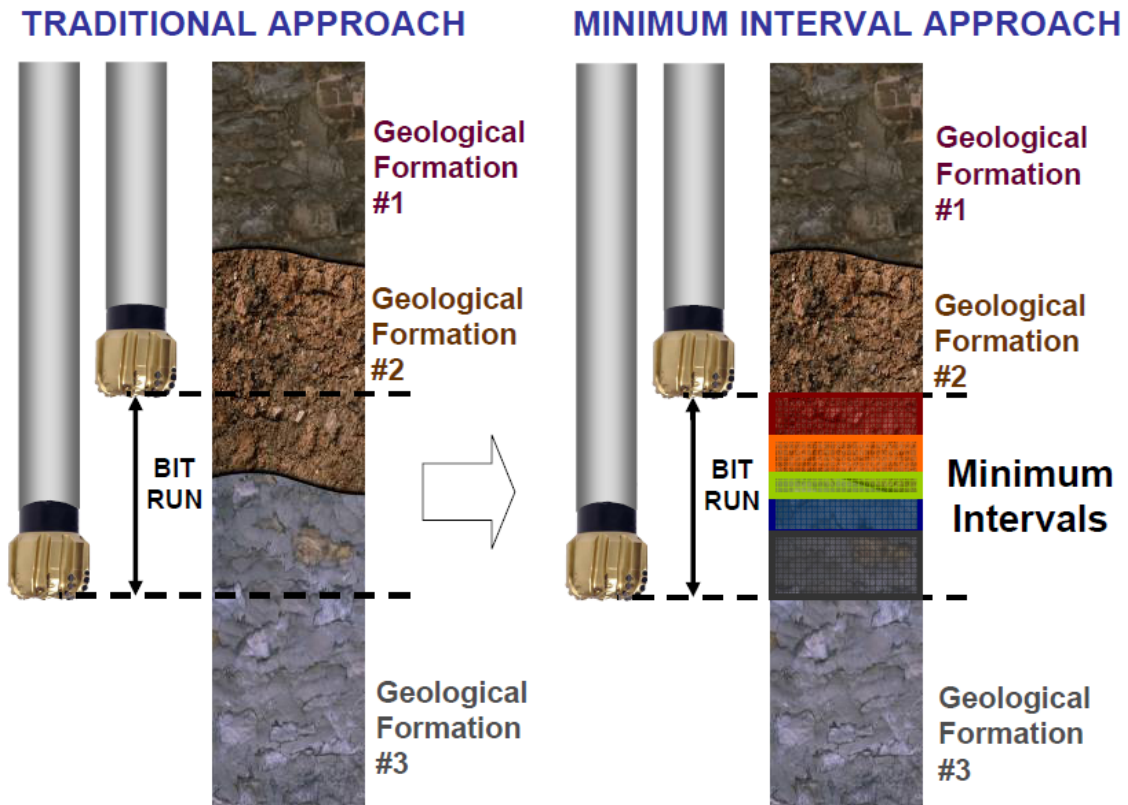 TRADITIONAL APPROACH
Geological
Formation
#1
Geological
Formation
#2
BIT
RUN
Geological
Formation
#3
MINIMUM INTERVAL APPROACH
Geological
Formation
#1
Geological
Formation
#2
BIT
RUN
Minimum
Intervals
Geological
Formation
#3